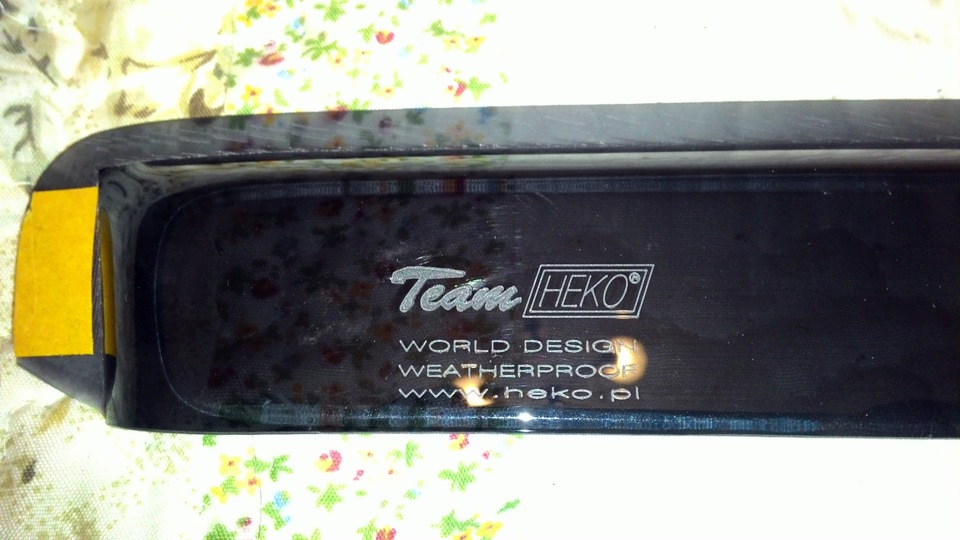 Team HEKO®
WORLD DESIGN
WEATHERPROOF
www.heko.pl